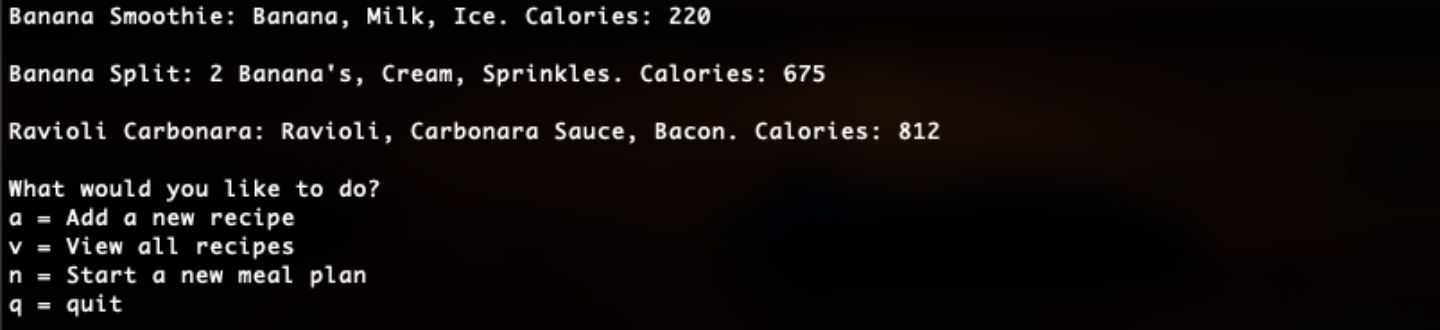 Banana Smoothie: Banana, Milk, Ice. Calories: 220
Banana Split: 2 Banana's, Cream, Sprinkles. Calories: 675
Ravioli Carbonara: Ravioli, Carbonara Sauce, Bacon. Calories: 812
What would you like to do?
a = Add a new recipe
v = View all recipes
n = Start a new meal plan
q = quit